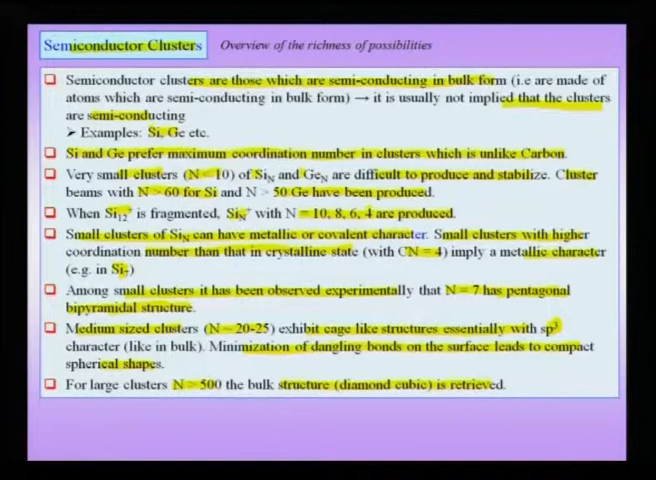 Semiconductor Clusters Overview of the richness of possibilities
❑ Semiconductor clusters are those which are semi-conducting in bulk form (i.e are made of
atoms which are semi-conducting in bulk form) → it is usually not implied that the clusters
are semi-conducting
➤ Examples: Si, Ge etc.
❑ Si and Ge prefer maximum coordination number in clusters which is unlike Carbon.
❑ Very small clusters (N < 10) of Si_N and Ge_N are difficult to produce and stabilize. Cluster
beams with N > 60 for Si and N > 50 Ge have been produced.
❑ When Si₁₂⁺ is fragmented, Si_N⁺ with N = 10, 8, 6, 4 are produced.
❑ Small clusters of Si_N can have metallic or covalent character. Small clusters with higher
coordination number than that in crystalline state (with CN = 4) imply a metallic character
(e.g. in Si₇)
❑ Among small clusters it has been observed experimentally that N = 7 has pentagonal
bipyramidal structure.
❑ Medium sized clusters (N ~ 20-25) exhibit cage like structures essentially with sp³
character (like in bulk). Minimization of dangling bonds on the surface leads to compact
spherical shapes.
❑ For large clusters N > 500 the bulk structure (diamond cubic) is retrieved.